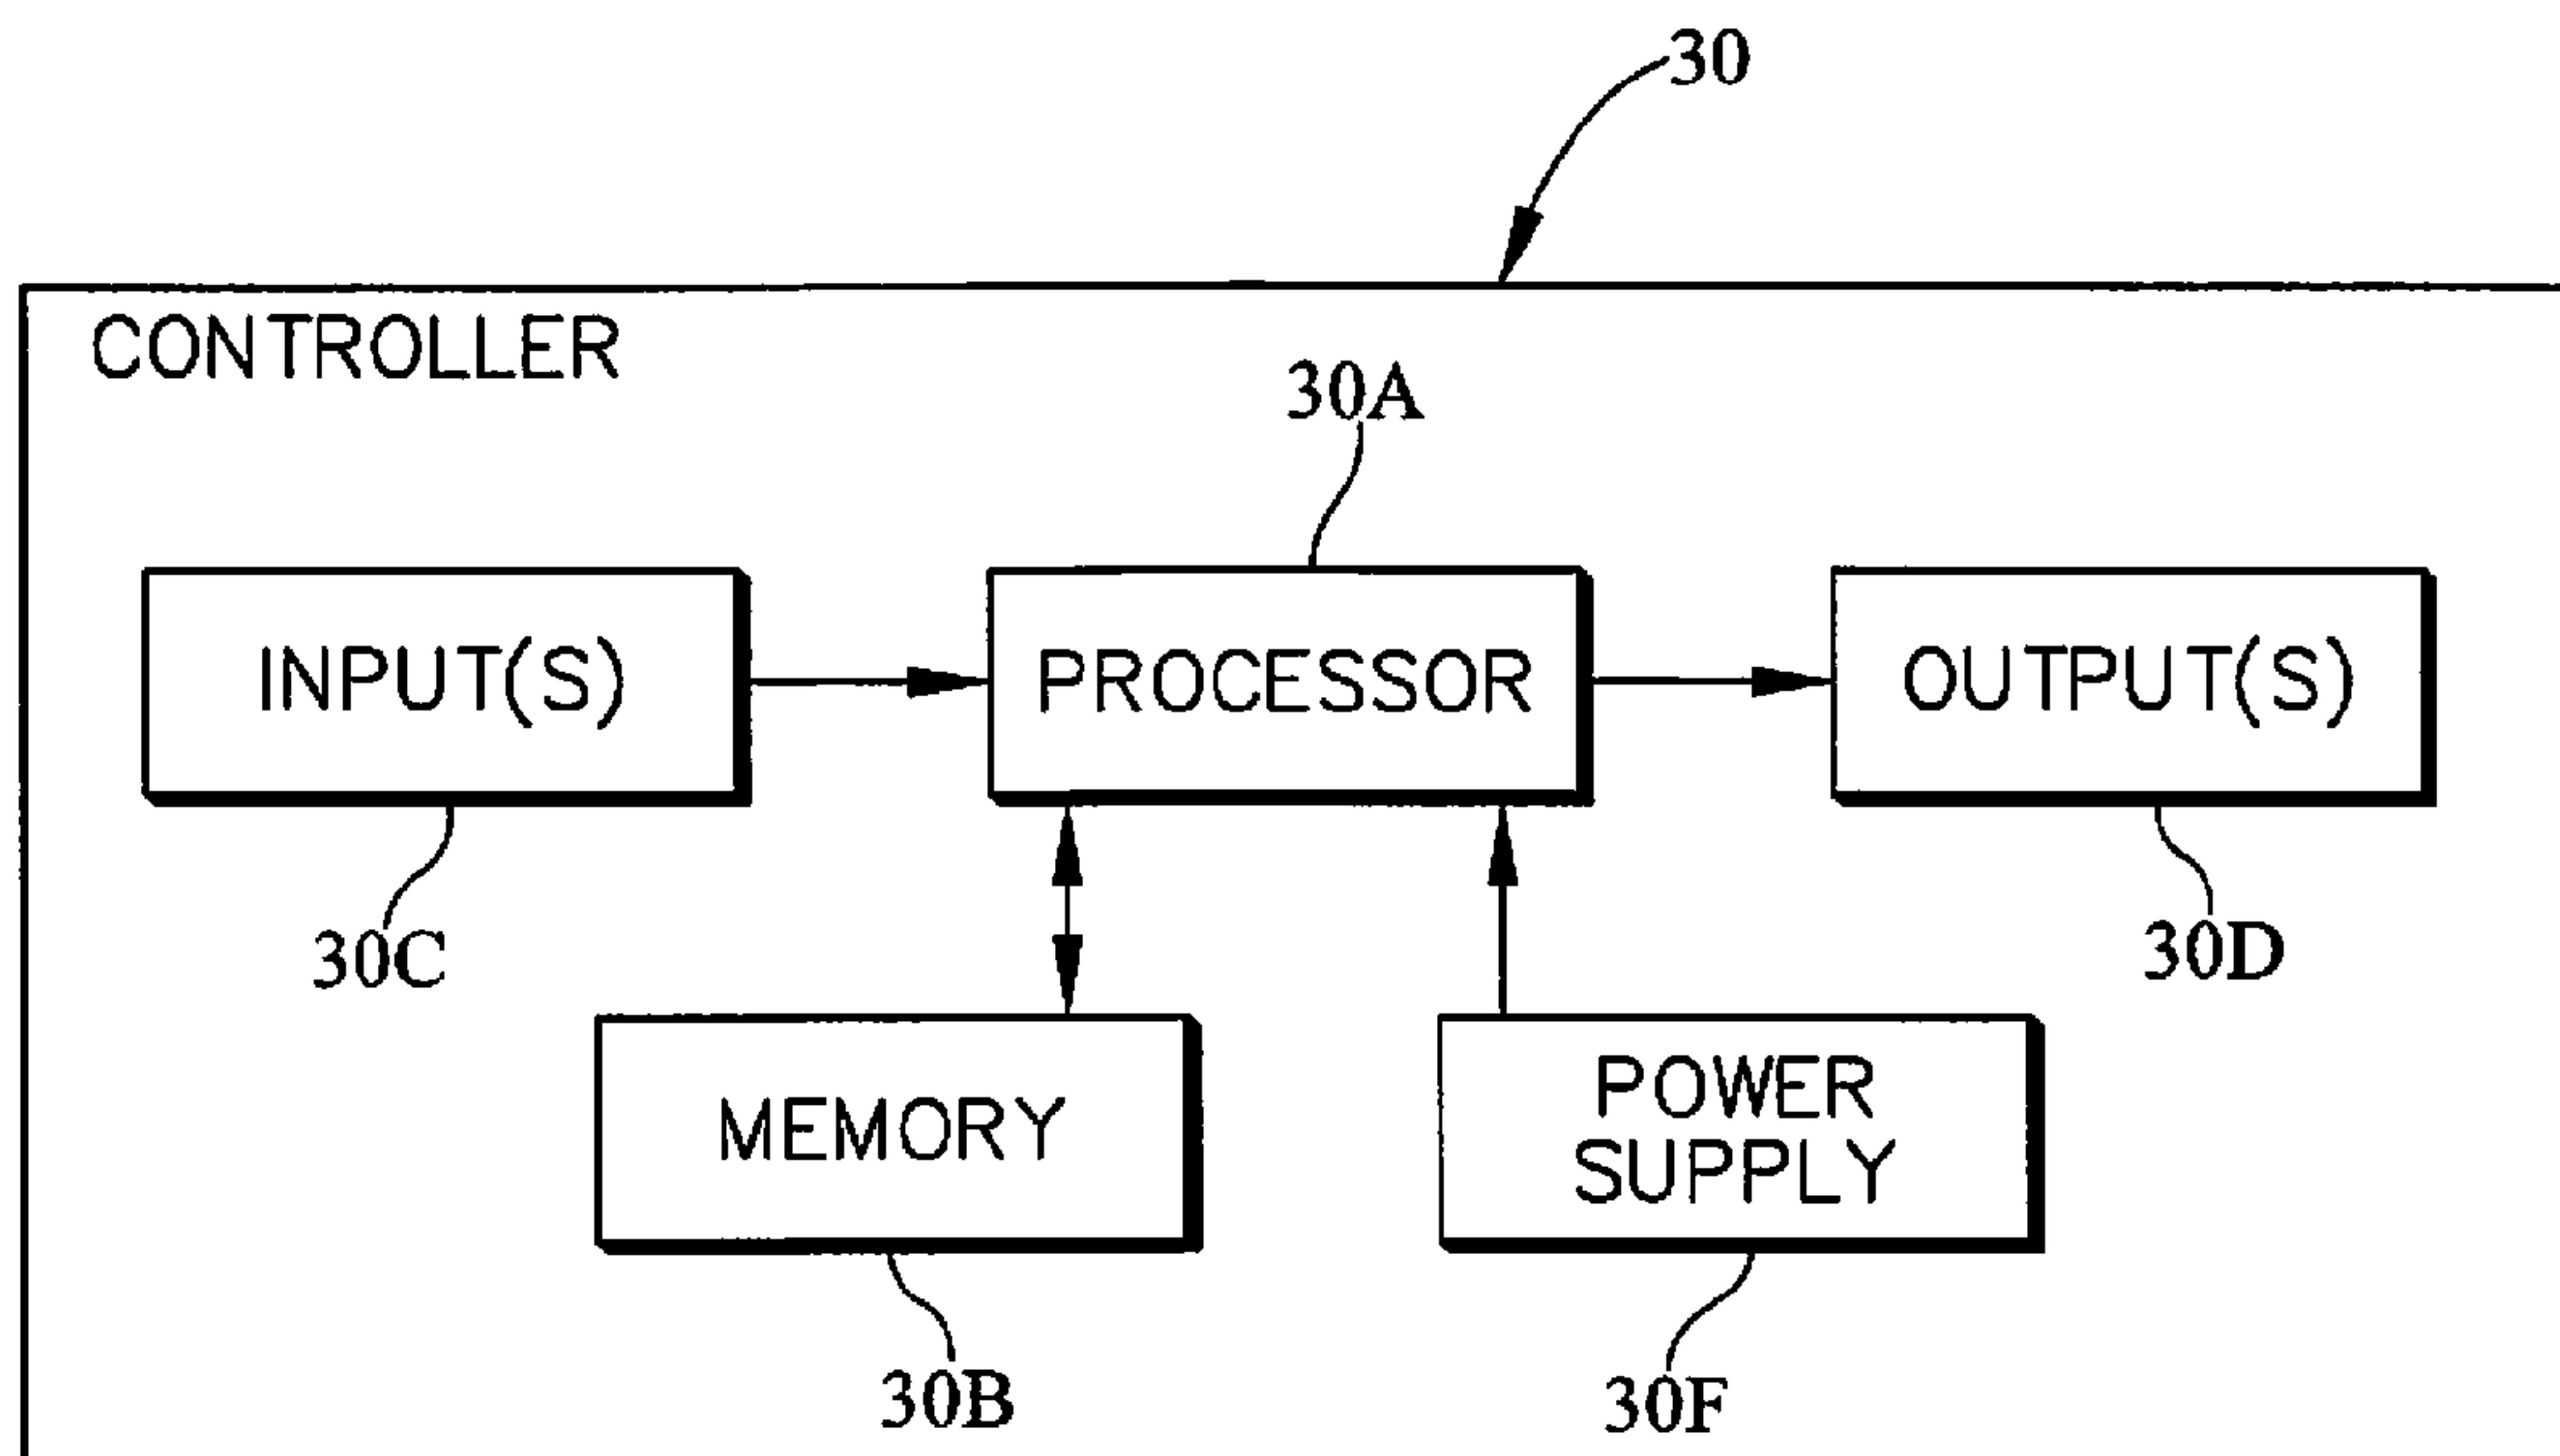 30
CONTROLLER
30A
INPUT(S)
PROCESSOR
OUTPUT(S)
30C
30D
MEMORY
POWER
SUPPLY
30B
30F